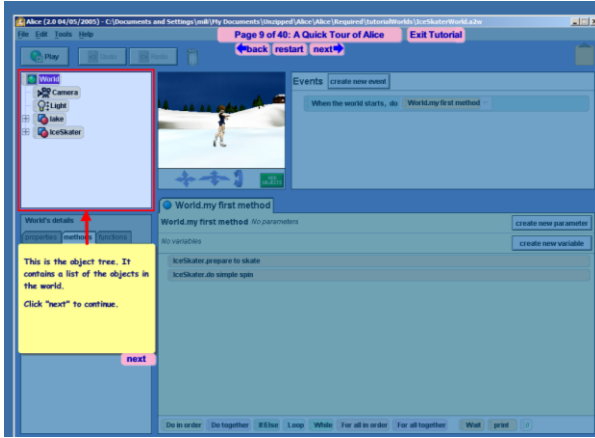 Alice (2.0 04/05/2005) - C:\Documents and Settings\mili\My Documents\Unzipped\Alice\Alice\Required\tutorialWorlds\IceSkaterWorld.a2w
File Edit Tools Help
Page 9 of 40: A Quick Tour of Alice
Exit Tutorial
back restart next
Play Undo Redo
World
Camera
Light
lake
IceSkater
Events create new event
When the world starts, do World.my first method
ADD OBJECTS
World's details
properties methods functions
This is the object tree. It
contains a list of the objects in
the world.
Click "next" to continue.
next
World.my first method
World.my first method No parameters
create new parameter
No variables
create new variable
IceSkater.prepare to skate
IceSkater.do simple spin
Do in order Do together If/Else Loop While For all in order For all together Wait print //